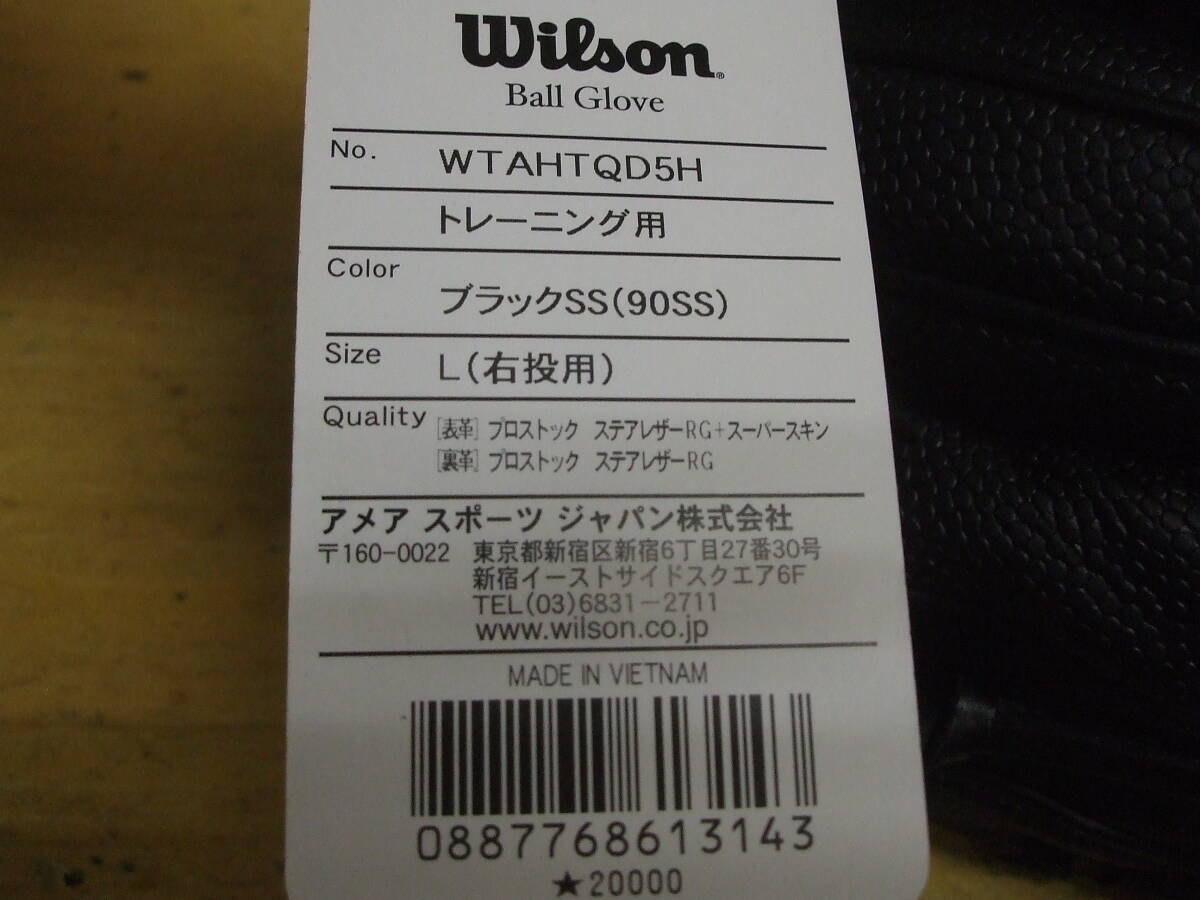 Wilson®
Ball Glove
No. WTAHTQD5H
トレーニング用
Color ブラックSS(90SS)
Size L(右投用)
Quality [表革] プロストック ステアレザーRG+スーパースキン
[裏革] プロストック ステアレザーRG
アメア スポーツ ジャパン株式会社
〒160-0022 東京都新宿区新宿6丁目27番30号
新宿イーストサイドスクエア6F
TEL(03)6831-2711
www.wilson.co.jp
MADE IN VIETNAM
0887768613143
★20000